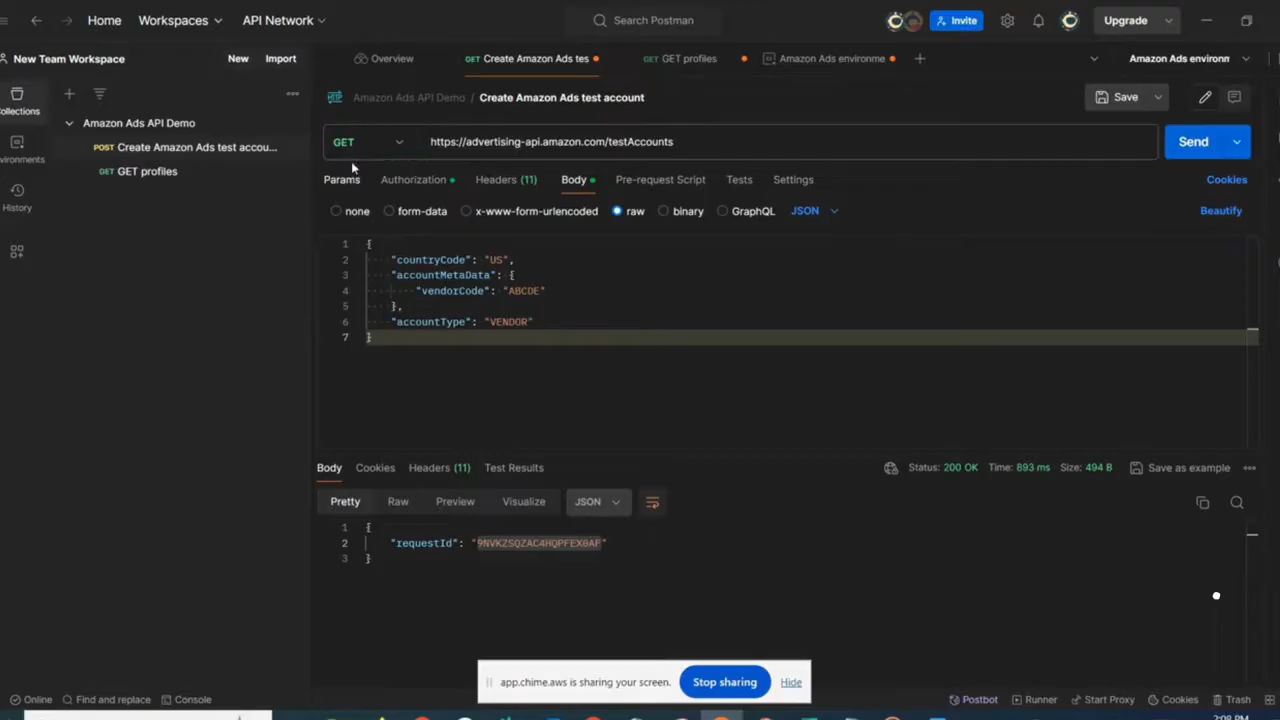 Home Workspaces API Network Search Postman Invite Upgrade
New Team Workspace New Import Overview GET Create Amazon Ads tes GET profiles Amazon Ads environme Amazon Ads environn
ollections
Amazon Ads API Demo / Create Amazon Ads test account Save
Amazon Ads API Demo
POST Create Amazon Ads test accou...
GET https://advertising-api.amazon.com/testAccounts Send
nvironments
GET GET profiles
Params Authorization Headers (11) Body Pre-request Script Tests Settings Cookies
History
none form-data x-www-form-urlencoded raw binary GraphQL JSON Beautify
1 {
2 "countryCode": "US",
3 "accountMetaData": {
4 "vendorCode": "ABCDE"
5 },
6 "accountType": "VENDOR"
7 }
Body Cookies Headers (11) Test Results Status: 200 OK Time: 893 ms Size: 494 B Save as example
Pretty Raw Preview Visualize JSON
1 {
2 "requestId": "9NVKZSQZAC4HQPFEX0AF"
3 }
app.chime.aws is sharing your screen. Stop sharing Hide
Online Find and replace Console Postbot Runner Start Proxy Cookies Trash